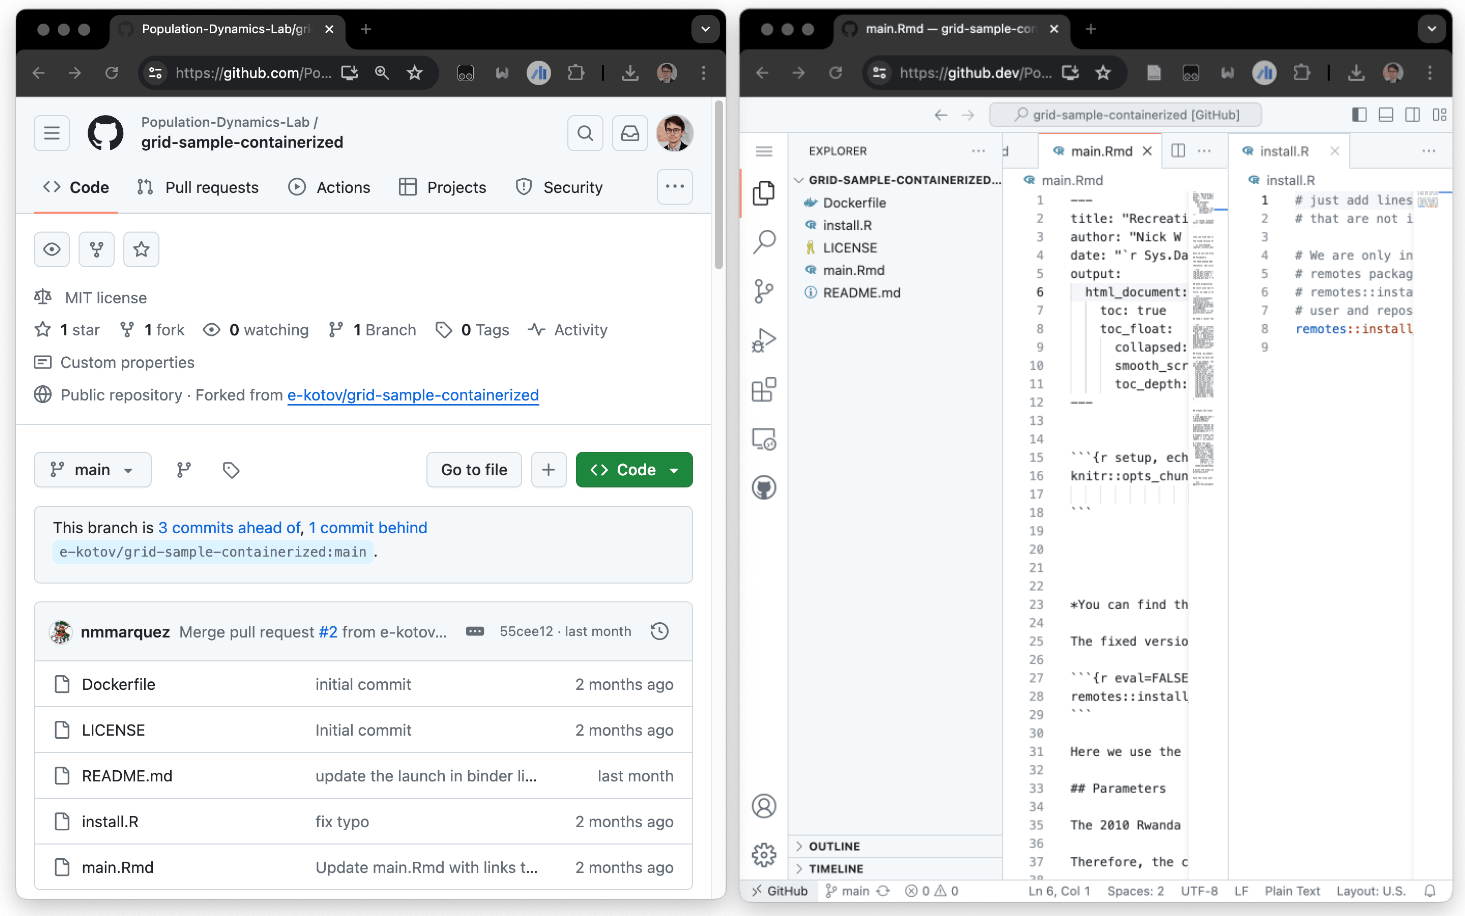 Population-Dynamics-Lab/gri
https://github.com/Po...
Population-Dynamics-Lab /
grid-sample-containerized
Code
Pull requests
Actions
Projects
Security
MIT license
1 star
1 fork
0 watching
1 Branch
0 Tags
Activity
Custom properties
Public repository · Forked from e-kotov/grid-sample-containerized
main
Go to file
Code
This branch is 3 commits ahead of, 1 commit behind
e-kotov/grid-sample-containerized:main .
nmmarquez Merge pull request #2 from e-kotov... 55cee12 · last month
Dockerfile initial commit 2 months ago
LICENSE Initial commit 2 months ago
README.md update the launch in binder li... last month
install.R fix typo 2 months ago
main.Rmd Update main.Rmd with links t... 2 months ago
main.Rmd — grid-sample-con
https://github.dev/Po...
grid-sample-containerized [GitHub]
EXPLORER
GRID-SAMPLE-CONTAINERIZED...
Dockerfile
install.R
LICENSE
main.Rmd
README.md
OUTLINE
TIMELINE
d
main.Rmd
main.Rmd
1 ---
2 title: "Recreati
3 author: "Nick W
4 date: "`r Sys.Da
5 output:
6 html_document:
7 toc: true
8 toc_float:
9 collapsed:
10 smooth_scr
11 toc_depth:
12 ---
13
14
15 ```{r setup, ech
16 knitr::opts_chun
17
18 ```
19
20
21
22
23 *You can find th
24
25 The fixed versio
26
27 ```{r eval=FALSE
28 remotes::install
29 ```
30
31 Here we use the
32
33 ## Parameters
34
35 The 2010 Rwanda
36
37 Therefore, the c
38
install.R
install.R
1 # just add lines
2 # that are not i
3
4 # We are only in
5 # remotes packag
6 # remotes::insta
7 # user and repos
8 remotes::install
9
GitHub
main
0
0
Ln 6, Col 1
Spaces: 2
UTF-8
LF
Plain Text
Layout: U.S.